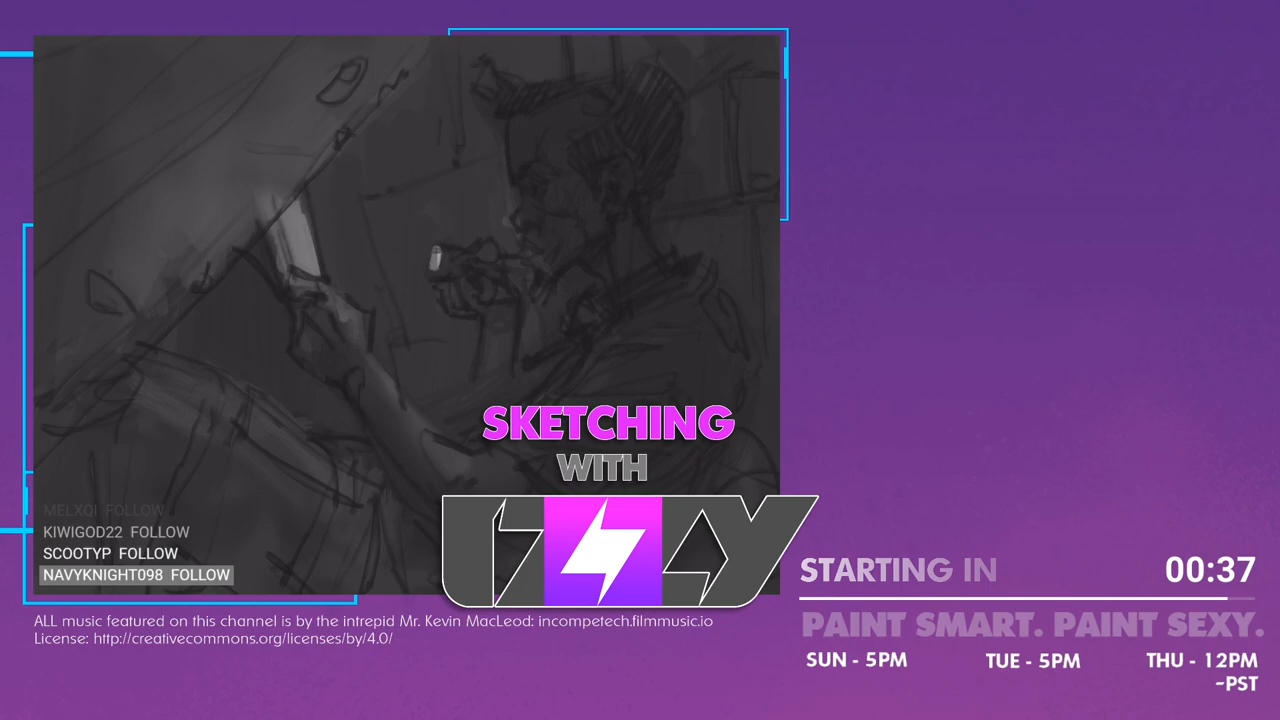 SKETCHING
WITH
IZZY
MELXQI FOLLOW
KIWIGOD22 FOLLOW
SCOOTYP FOLLOW
NAVYKNIGHT098 FOLLOW
ALL music featured on this channel is by the intrepid Mr. Kevin MacLeod: incompetech.filmmusic.io
License: http://creativecommons.org/licenses/by/4.0/
STARTING IN 00:37
PAINT SMART. PAINT SEXY.
SUN - 5PM TUE - 5PM THU - 12PM
~PST